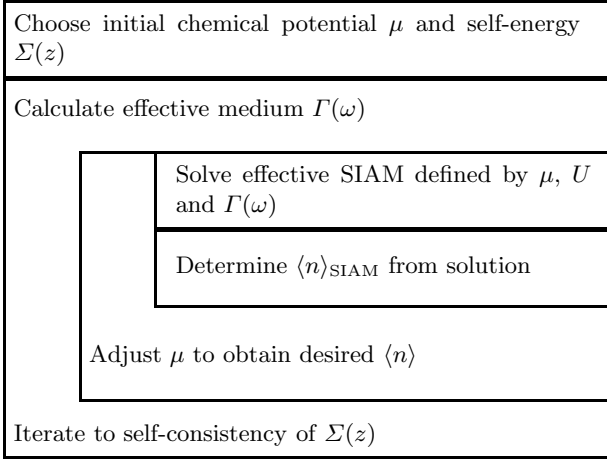 Choose initial chemical potential μ and self-energy
Σ(z)
Calculate effective medium Γ(ω)
Solve effective SIAM defined by μ, U
and Γ(ω)
Determine ⟨n⟩SIAM from solution
Adjust μ to obtain desired ⟨n⟩
Iterate to self-consistency of Σ(z)